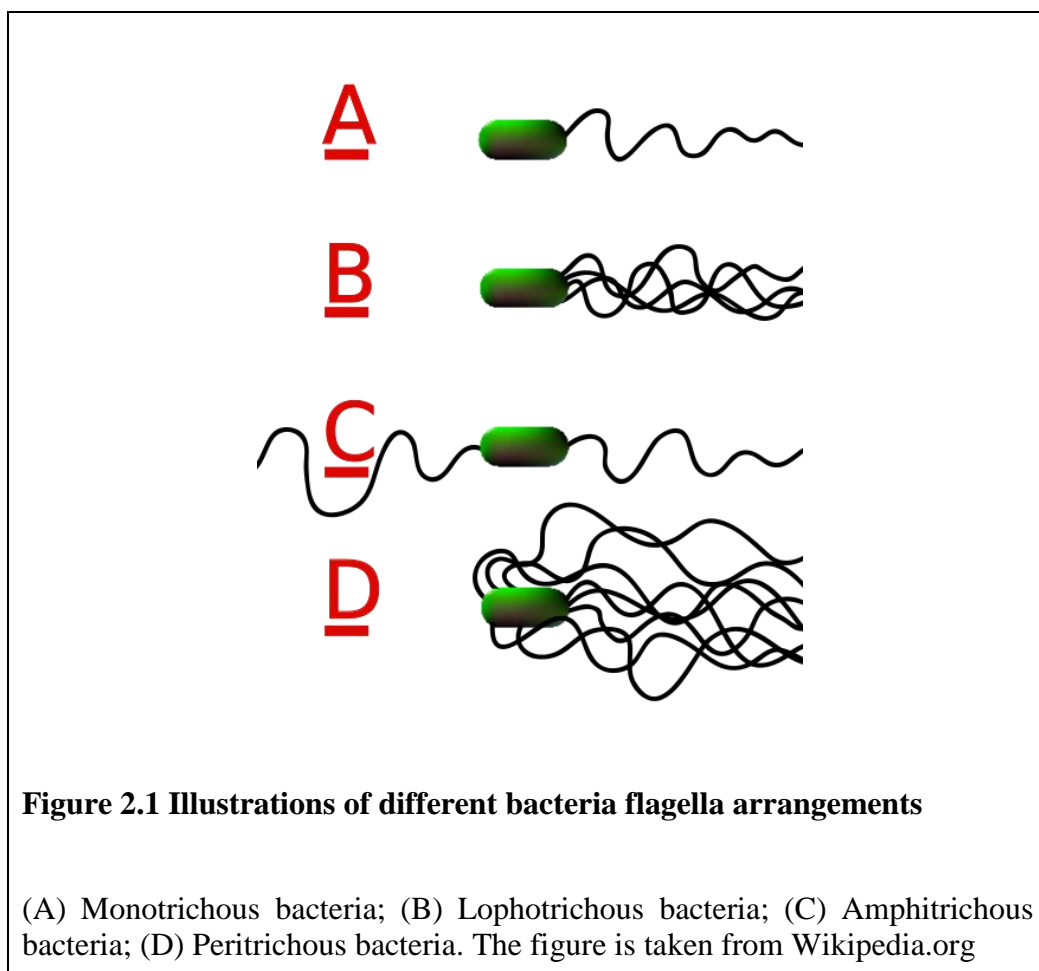 A
B
C
D
Figure 2.1 Illustrations of different bacteria flagella arrangements
(A) Monotrichous bacteria; (B) Lophotrichous bacteria; (C) Amphitrichous
bacteria; (D) Peritrichous bacteria. The figure is taken from Wikipedia.org